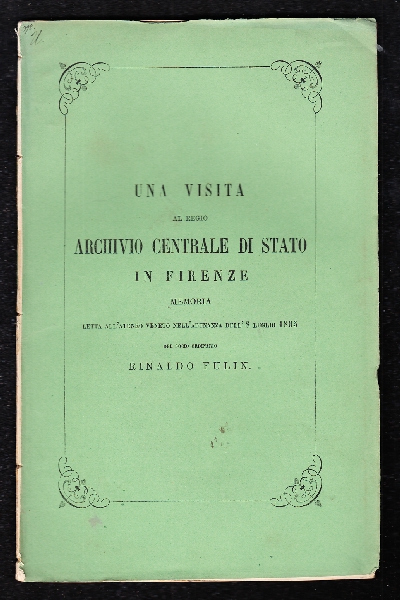 UNA VISITA
AL REGIO
ARCHIVIO CENTRALE DI STATO
IN FIRENZE
MEMORIA
LETTA ALL'ATENEO VENETO NELL'ADUNANZA DELL' 8 LUGLIO
DEL SOCIO ORDINARIO
RINALDO FULIN.